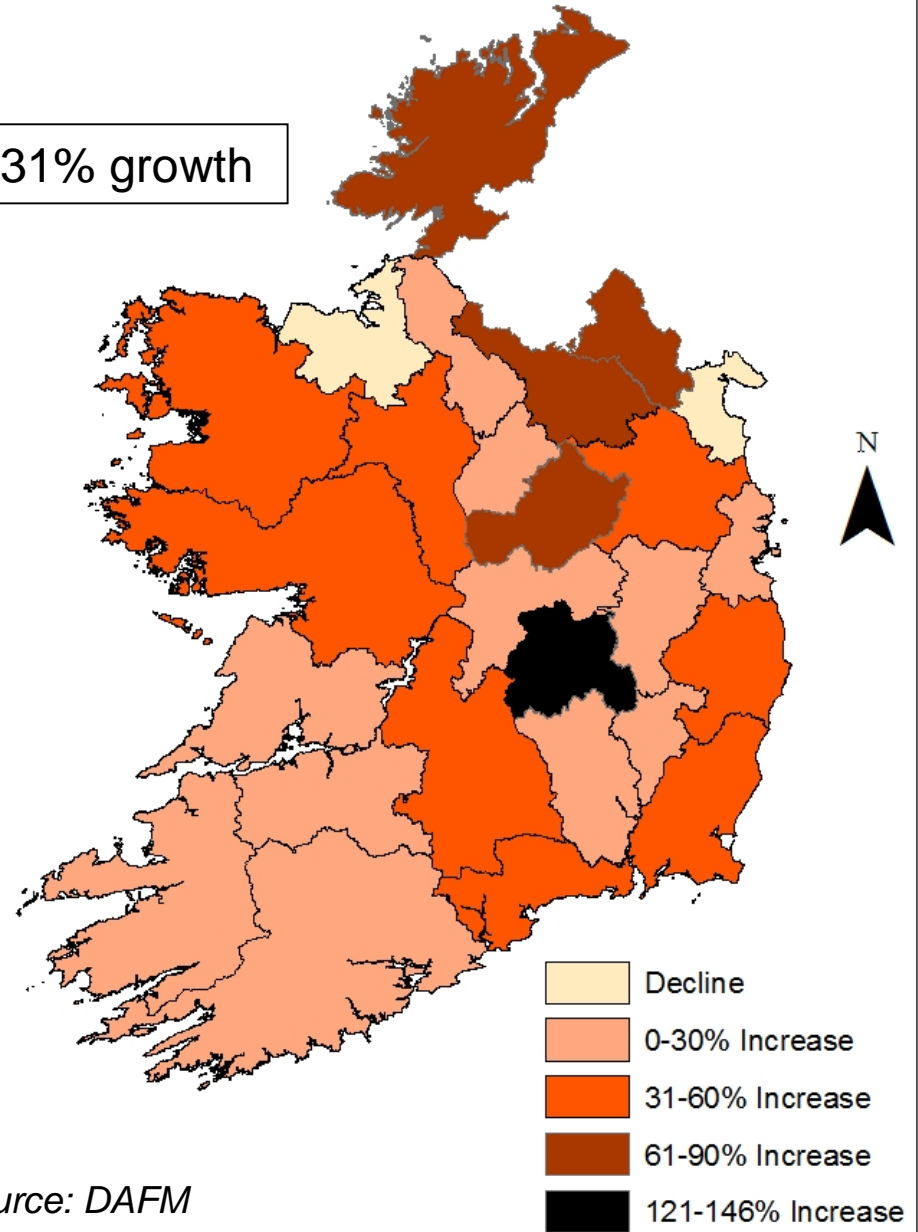 31% growth
N
Decline
0-30% Increase
31-60% Increase
61-90% Increase
121-146% Increase
urce: DAFM